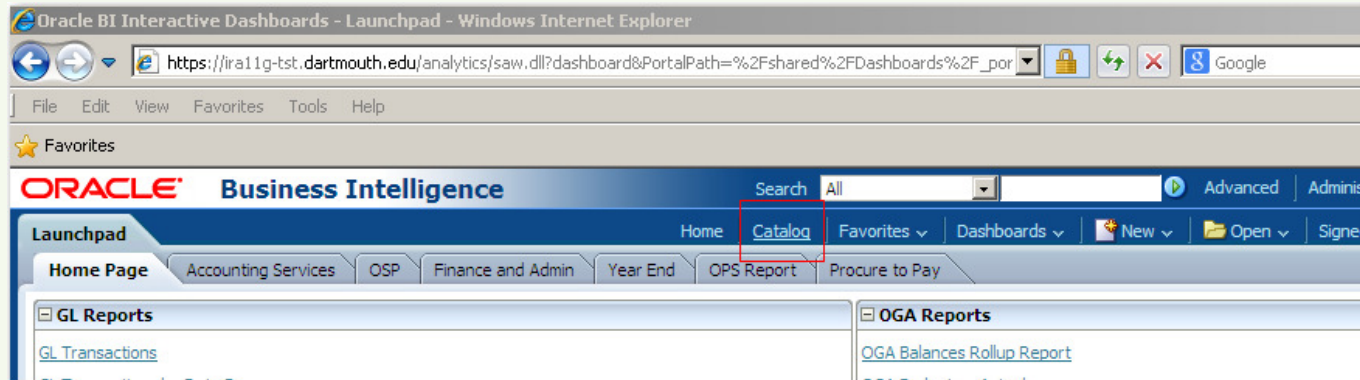 Oracle BI Interactive Dashboards - Launchpad - Windows Internet Explorer
https://ira11g-tst.dartmouth.edu/analytics/saw.dll?dashboard&PortalPath=%2Fshared%2FDashboards%2F_por Google
File Edit View Favorites Tools Help
Favorites
ORACLE Business Intelligence Search All Advanced Adminis
Launchpad Home Catalog Favorites Dashboards New Open Signe
Home Page Accounting Services OSP Finance and Admin Year End OPS Report Procure to Pay
GL Reports OGA Reports
GL Transactions OGA Balances Rollup Report